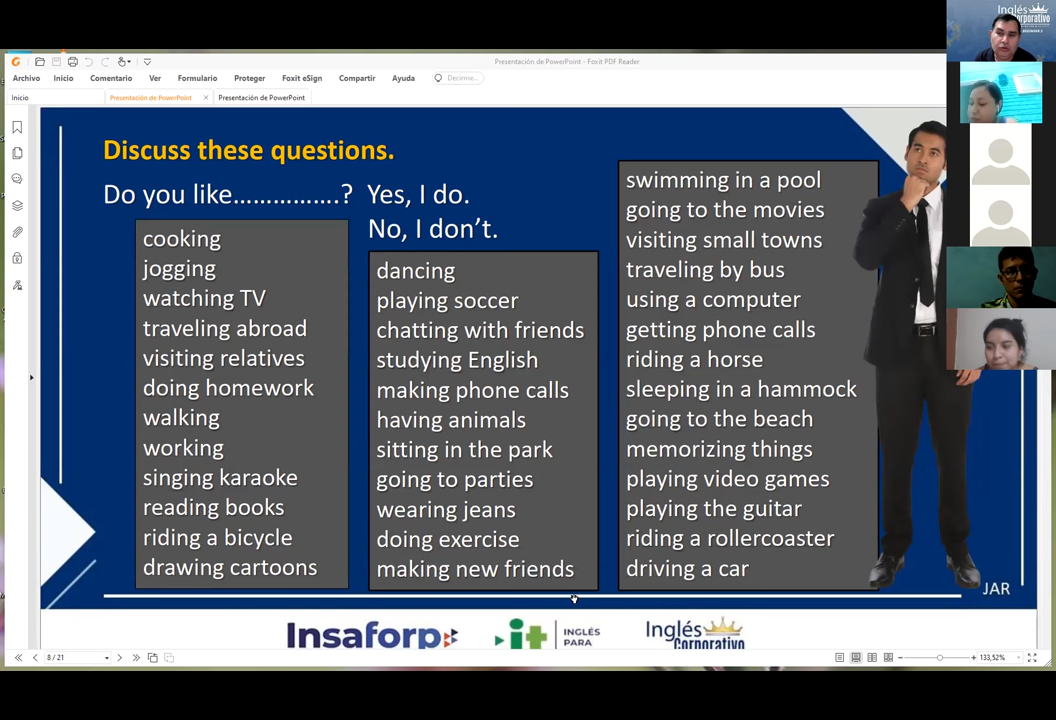 Presentación de PowerPoint - Foxit PDF Reader
Archivo Inicio Comentario Ver Formulario Proteger Foxit eSign Compartir Ayuda Decirme...
Inicio Presentación de PowerPoint Presentación de PowerPoint
Discuss these questions.
Do you like................? Yes, I do.
No, I don't.
cooking
jogging
watching TV
traveling abroad
visiting relatives
doing homework
walking
working
singing karaoke
reading books
riding a bicycle
drawing cartoons
dancing
playing soccer
chatting with friends
studying English
making phone calls
having animals
sitting in the park
going to parties
wearing jeans
doing exercise
making new friends
swimming in a pool
going to the movies
visiting small towns
traveling by bus
using a computer
getting phone calls
riding a horse
sleeping in a hammock
going to the beach
memorizing things
playing video games
playing the guitar
riding a rollercoaster
driving a car
JAR
Insaforp
it
INGLÉS
PARA
Inglés
Corporativo
8 / 21
133,52%
Inglés
Corporativo